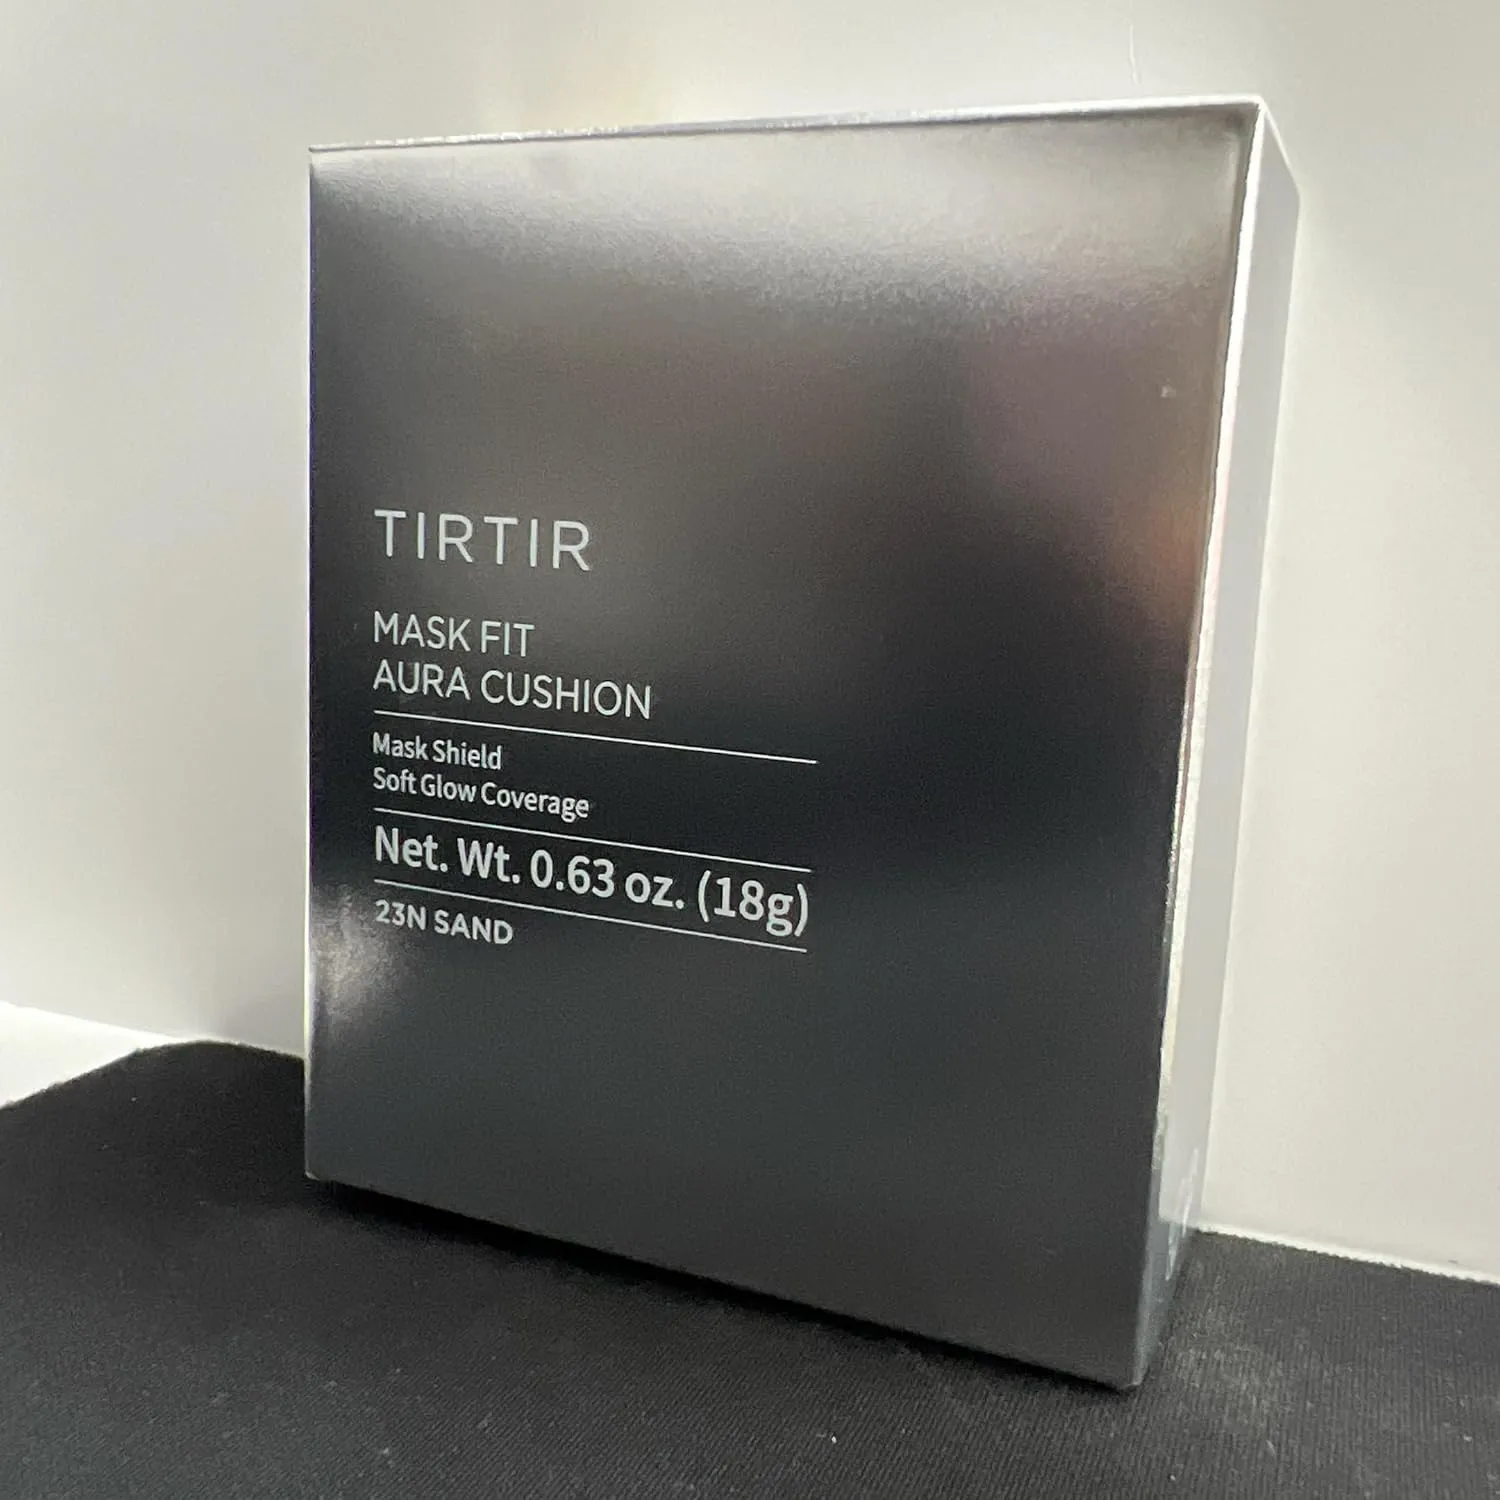 TIRTIR
MASK FIT
AURA CUSHION
Mask Shield
Soft Glow Coverage
Net. Wt. 0.63 oz. (18g)
23N SAND